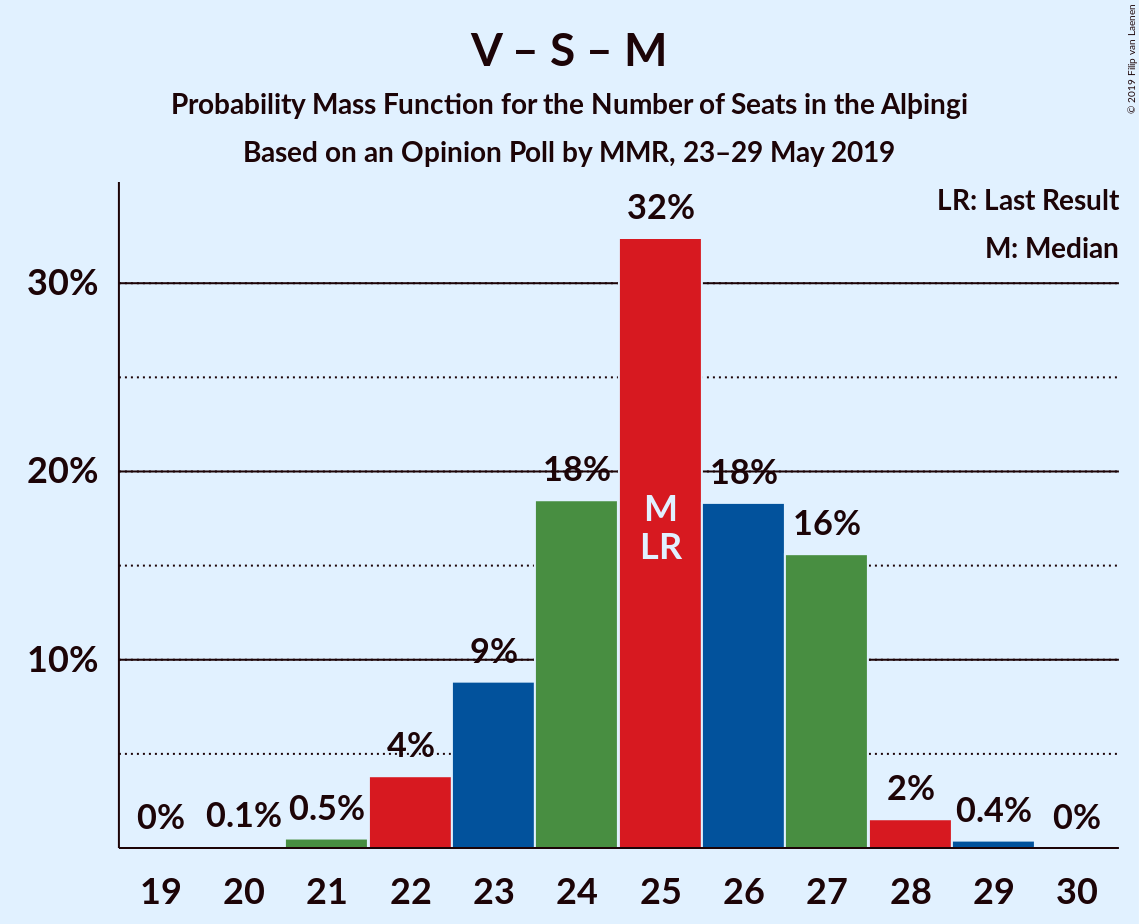 V – S – M
Probability Mass Function for the Number of Seats in the Alþingi
Based on an Opinion Poll by MMR, 23–29 May 2019
© 2019 Filip van Laenen
LR: Last Result
M: Median
30%
20%
10%
0%
0.1%
0.5%
4%
9%
18%
32%
18%
16%
2%
0.4%
0%
M
LR
19 20 21 22 23 24 25 26 27 28 29 30